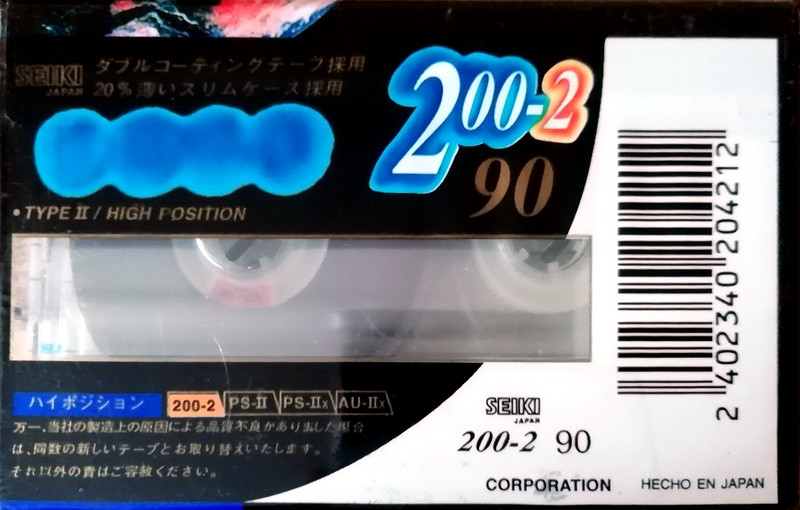 SEIKI
JAPAN
ダブルコーティングテープ採用
20%薄いスリムケース採用
200-2
90
• TYPE II / HIGH POSITION
ハイポジション
200-2 PS-II PS-IIx AU-IIx
万一、当社の製造上の原因による品質不良がありました場合
は、同数の新しいテープとお取り替えいたします。
それ以外の責はご容赦ください。
SEIKI
JAPAN
200-2 90
CORPORATION
HECHO EN JAPAN
2 402340 204212